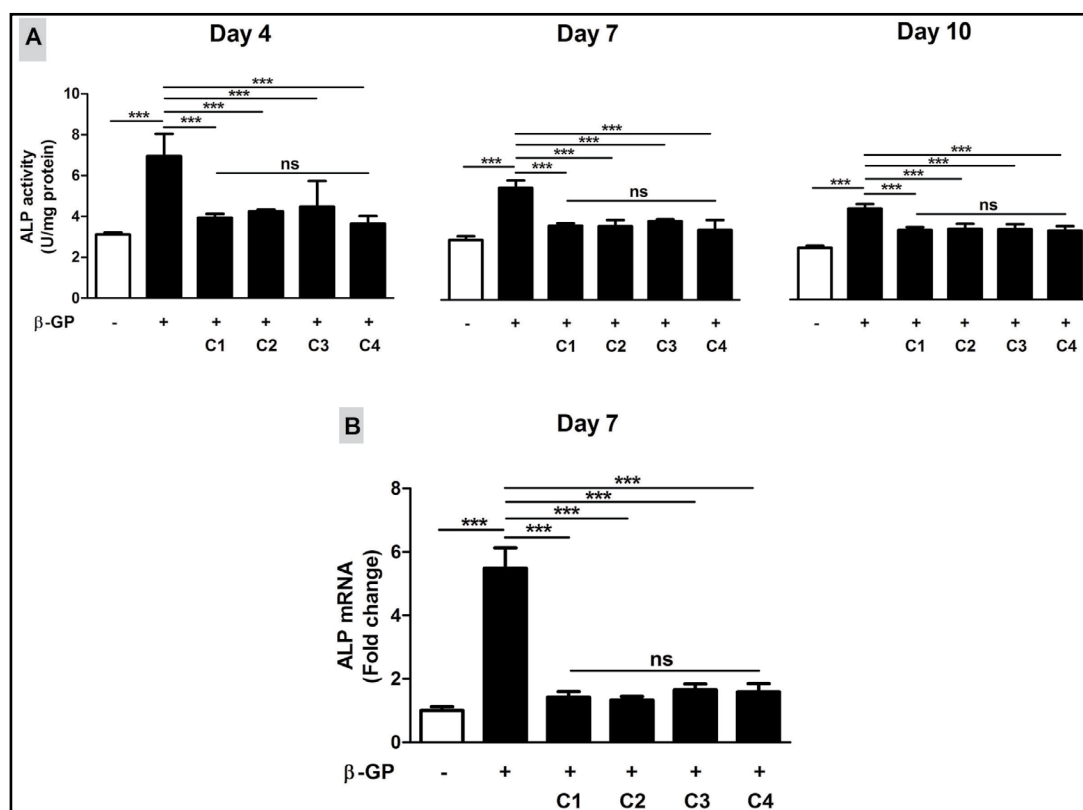 A
Day 4
Day 7
Day 10
ALP activity
(U/mg protein)
10
8
6
4
2
0
***
***
***
***
***
ns
***
***
***
***
***
ns
***
***
***
***
***
ns
β-GP - + + + + + - + + + + + - + + + + +
C1 C2 C3 C4 C1 C2 C3 C4 C1 C2 C3 C4
B
Day 7
ALP mRNA
(Fold change)
8
6
4
2
0
***
***
***
***
***
ns
β-GP - + + + + +
C1 C2 C3 C4